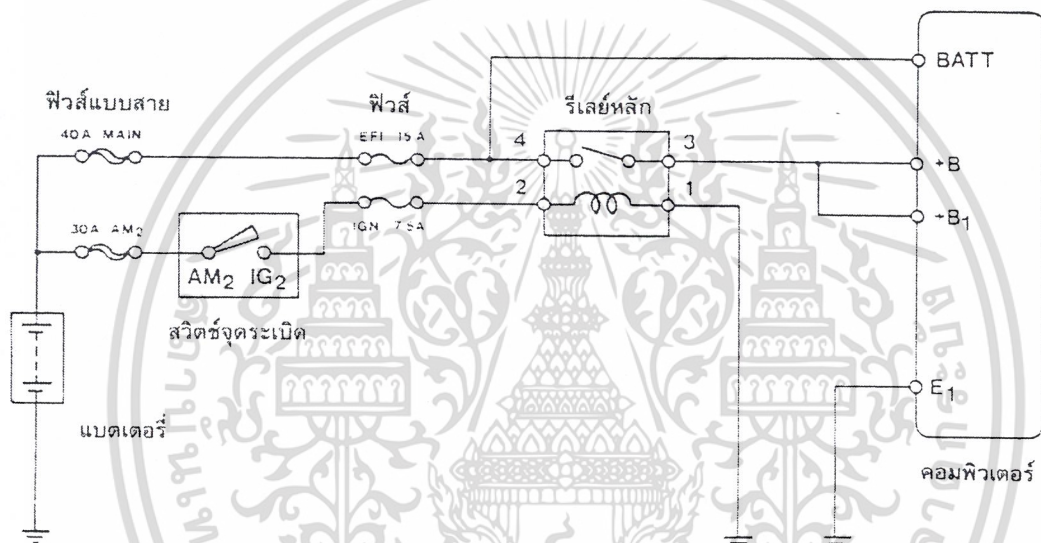 BATT
ฟิวส์แบบสาย
ฟิวส์
รีเลย์หลัก
40A MAIN
EFI 15A
4
3
+B
2
1
+B1
IGN 7.5A
30A AM2
AM2 IG2
สวิตช์จุดระเบิด
E1
แบตเตอรี่
คอมพิวเตอร์